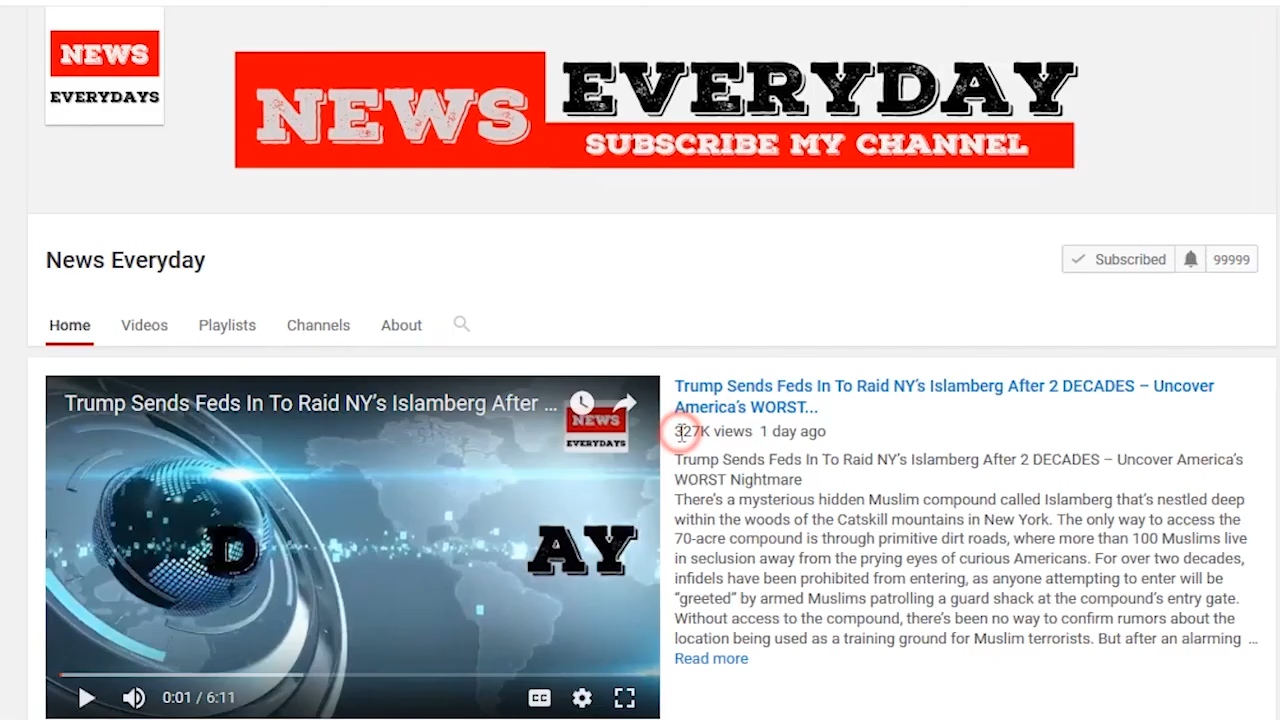 NEWS
EVERYDAYS
NEWS
EVERYDAY
SUBSCRIBE MY CHANNEL
News Everyday
Subscribed
99999
Home
Videos
Playlists
Channels
About
Trump Sends Feds In To Raid NY's Islamberg After ...
NEWS
EVERYDAYS
D
AY
0:01 / 6:11
CC
Trump Sends Feds In To Raid NY's Islamberg After 2 DECADES – Uncover
America's WORST...
327K views 1 day ago
Trump Sends Feds In To Raid NY's Islamberg After 2 DECADES – Uncover America's
WORST Nightmare
There's a mysterious hidden Muslim compound called Islamberg that's nestled deep
within the woods of the Catskill mountains in New York. The only way to access the
70-acre compound is through primitive dirt roads, where more than 100 Muslims live
in seclusion away from the prying eyes of curious Americans. For over two decades,
infidels have been prohibited from entering, as anyone attempting to enter will be
“greeted” by armed Muslims patrolling a guard shack at the compound's entry gate.
Without access to the compound, there's been no way to confirm rumors about the
location being used as a training ground for Muslim terrorists. But after an alarming ...
Read more